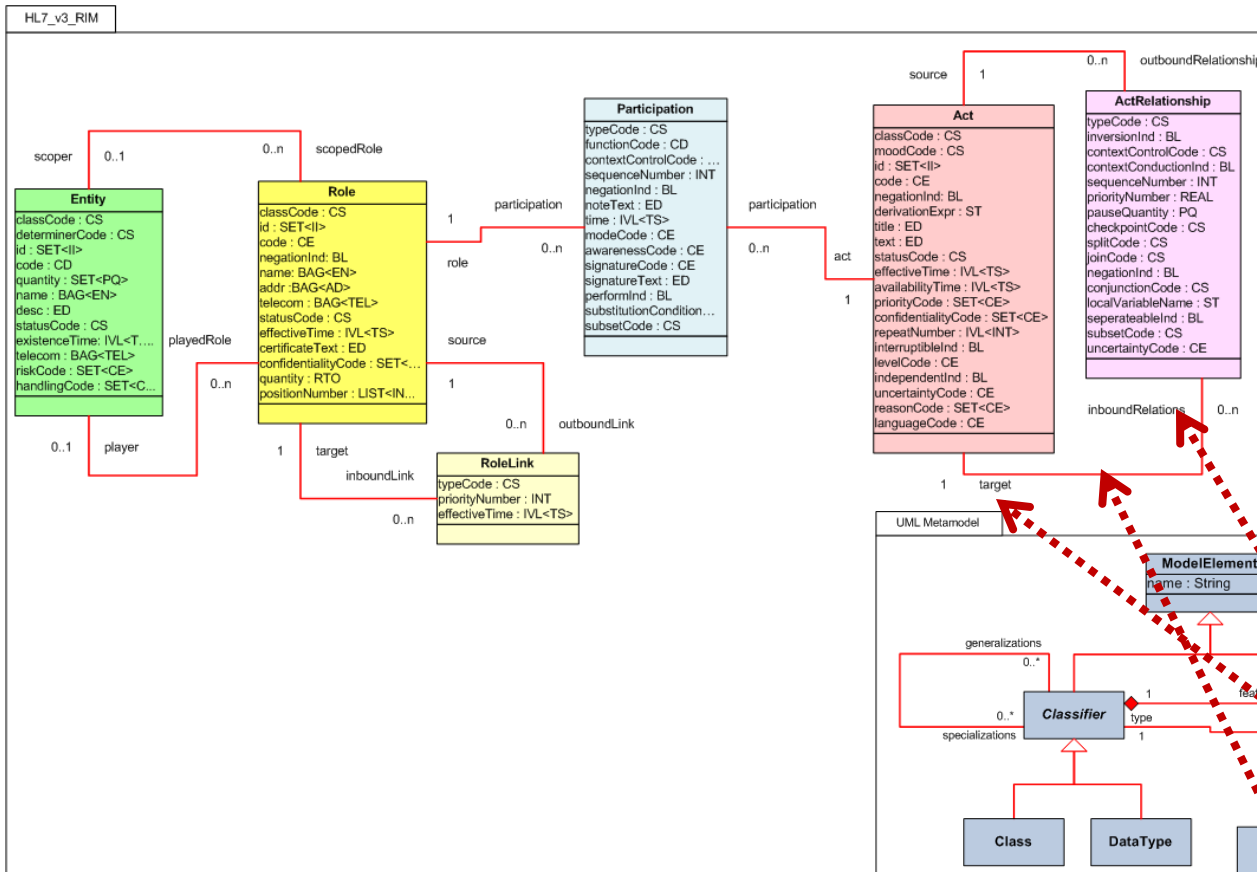 HL7_v3_RIM
scoper
0..1
0..n
scopedRole
Entity
classCode : CS
determinerCode : CS
id : SET<II>
code : CD
quantity : SET<PQ>
name : BAG<EN>
desc : ED
statusCode : CS
existenceTime: IVL<T....
telecom : BAG<TEL>
riskCode : SET<CE>
handlingCode : SET<C...
playedRole
0..n
0..1
player
Role
classCode : CS
id : SET<II>
code : CE
negationInd: BL
name: BAG<EN>
addr :BAG<AD>
telecom : BAG<TEL>
statusCode : CS
effectiveTime : IVL<TS>
certificateText : ED
confidentialityCode : SET<...
quantity : RTO
positionNumber : LIST<IN...
1
role
participation
0..n
source
1
0..n
outboundLink
1
target
inboundLink
0..n
RoleLink
typeCode : CS
priorityNumber : INT
effectiveTime : IVL<TS>
Participation
typeCode : CS
functionCode : CD
contextControlCode : ...
sequenceNumber : INT
negationInd : BL
noteText : ED
time : IVL<TS>
modeCode : CE
awarenessCode : CE
signatureCode : CE
signatureText : ED
performInd : BL
substitutionCondition...
subsetCode : CS
participation
0..n
act
1
source
1
0..n
outboundRelationship
Act
classCode : CS
moodCode : CS
id : SET<II>
code : CE
negationInd: BL
derivationExpr : ST
title : ED
text : ED
statusCode : CS
effectiveTime : IVL<TS>
availabilityTime : IVL<TS>
priorityCode : SET<CE>
confidentialityCode : SET<CE>
repeatNumber : IVL<INT>
interruptibleInd : BL
levelCode : CE
independentInd : BL
uncertaintyCode : CE
reasonCode : SET<CE>
languageCode : CE
ActRelationship
typeCode : CS
inversionInd : BL
contextControlCode : CS
contextConductionInd : BL
sequenceNumber : INT
priorityNumber : REAL
pauseQuantity : PQ
checkpointCode : CS
splitCode : CS
joinCode : CS
negationInd : BL
conjunctionCode : CS
localVariableName : ST
seperateableInd : BL
subsetCode : CS
uncertaintyCode : CE
inboundRelations
0..n
1
target
UML Metamodel
ModelElement
name : String
generalizations
0..*
0..*
specializations
Classifier
1
type
1
Class
DataType